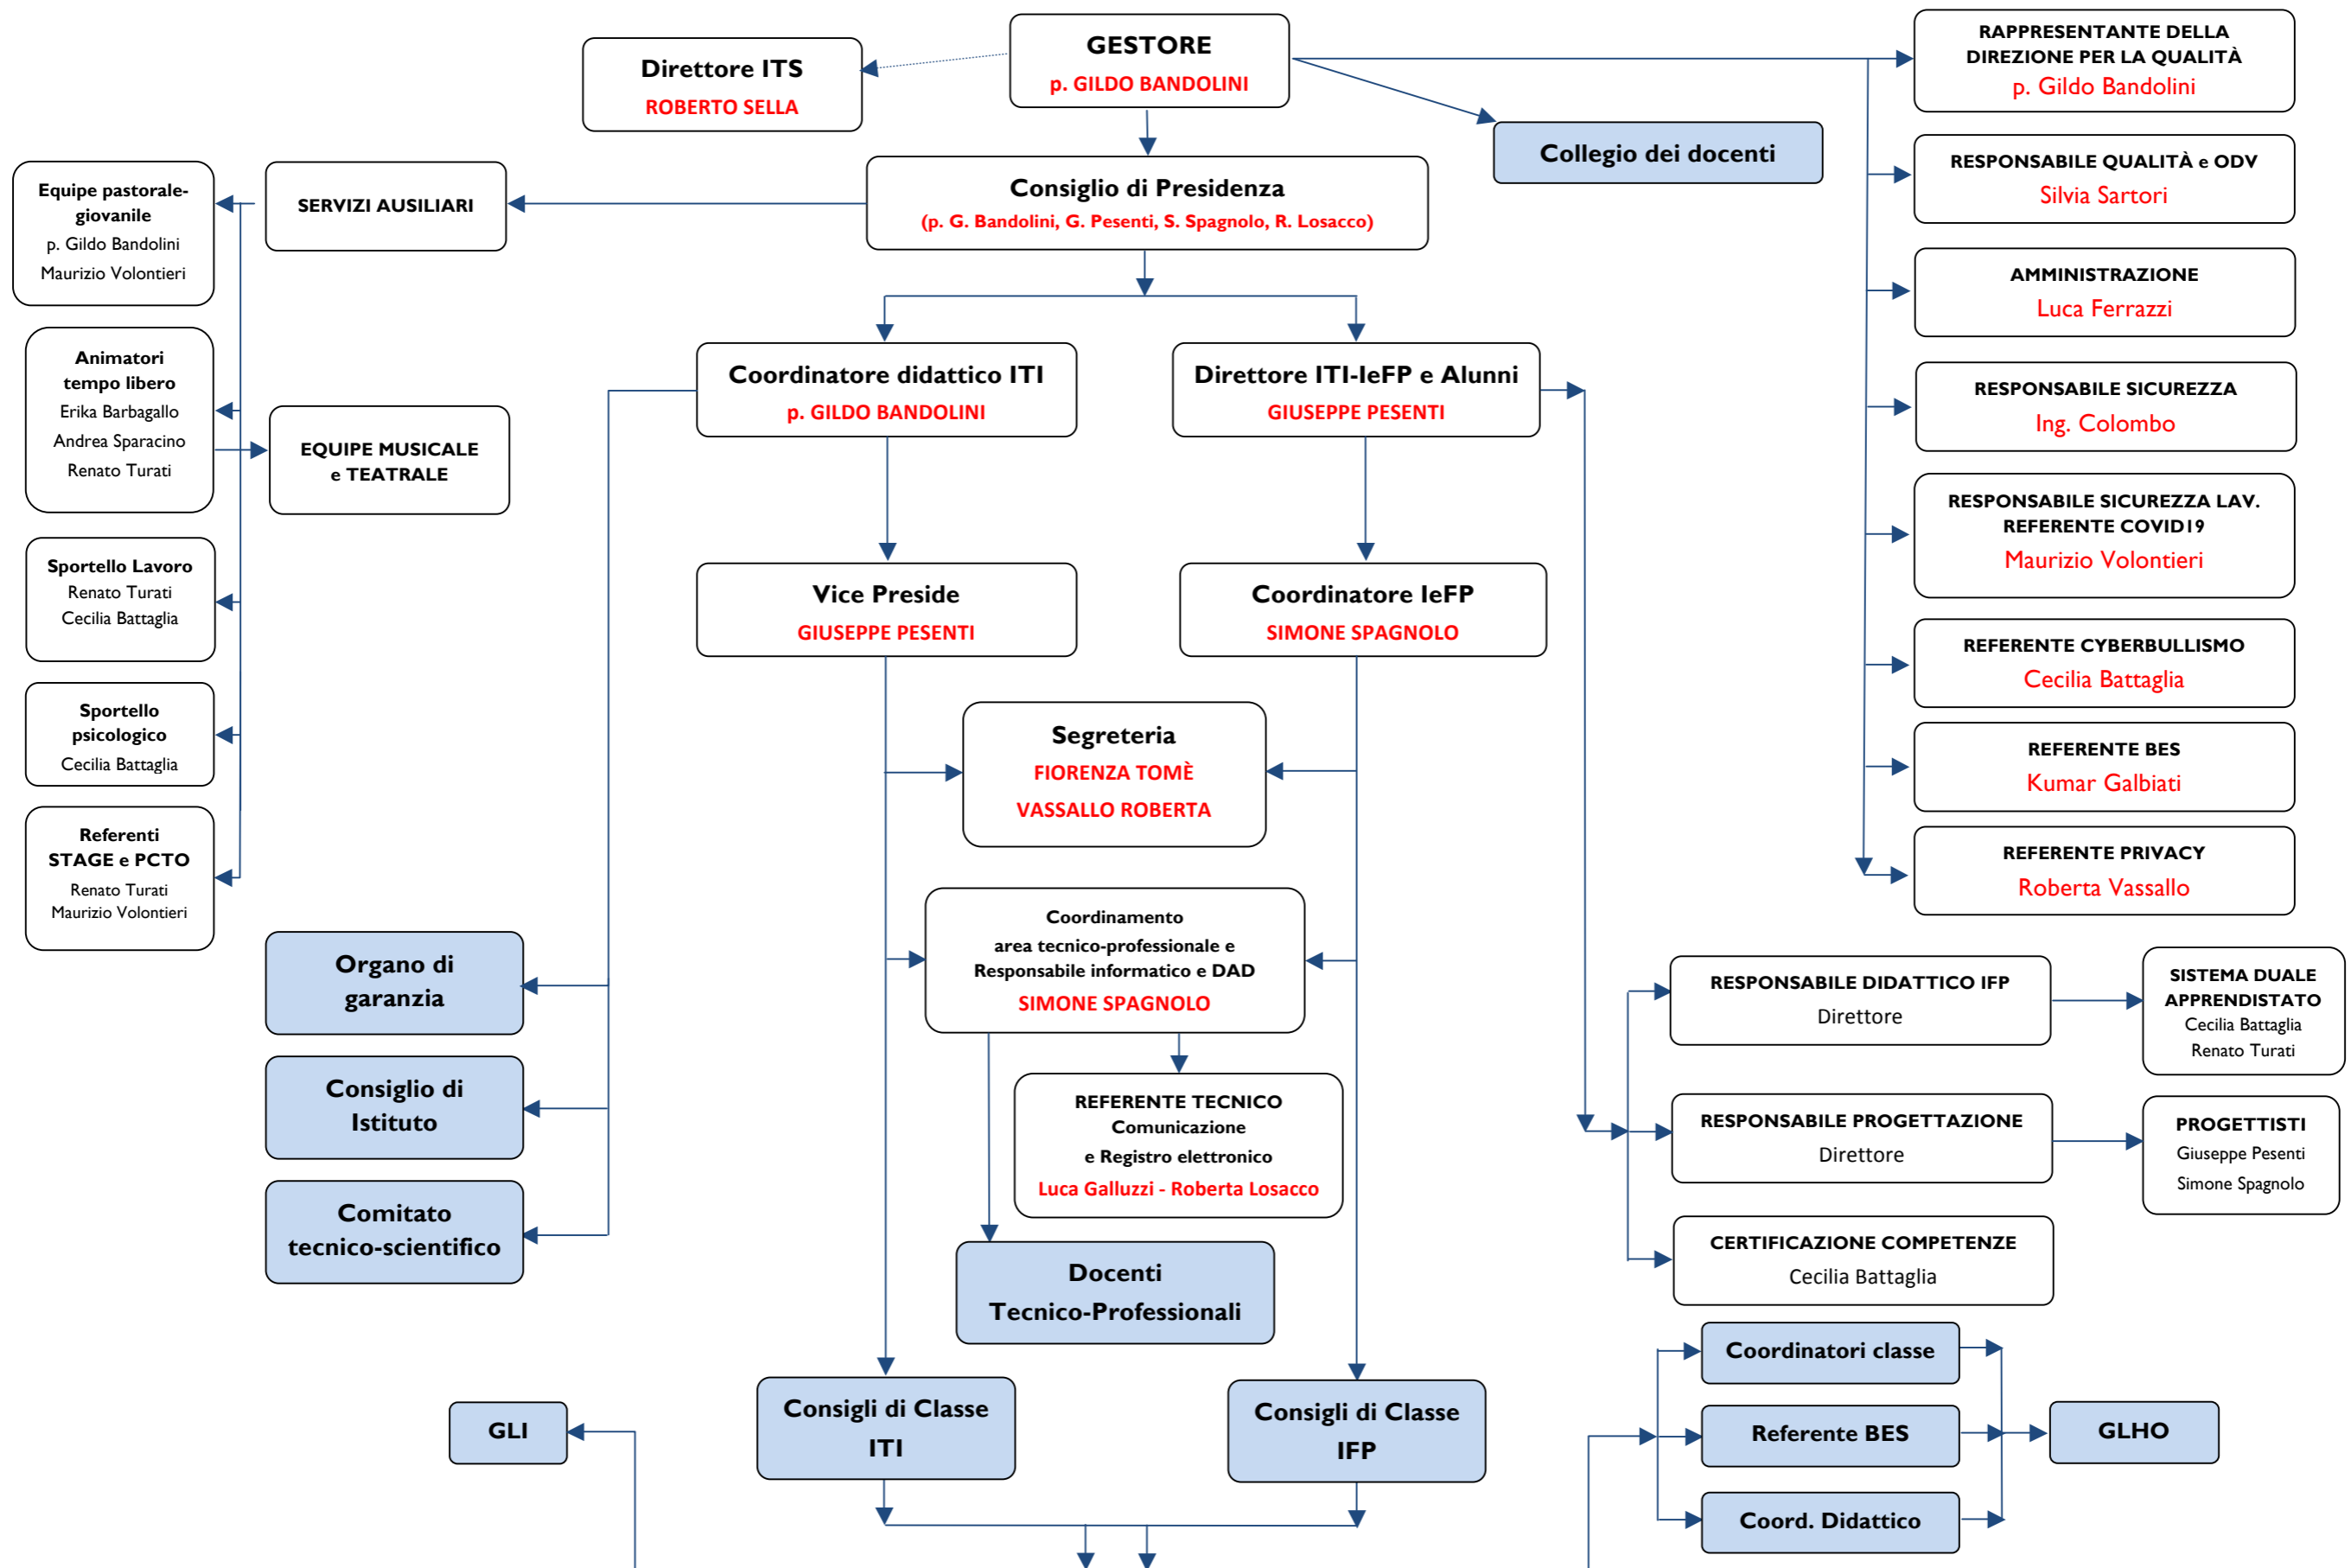 GESTORE
p. GILDO BANDOLINI
Direttore ITS
ROBERTO SELLA
RAPPRESENTANTE DELLA
DIREZIONE PER LA QUALITÀ
p. Gildo Bandolini
Collegio dei docenti
RESPONSABILE QUALITÀ e ODV
Silvia Sartori
Consiglio di Presidenza
(p. G. Bandolini, G. Pesenti, S. Spagnolo, R. Losacco)
SERVIZI AUSILIARI
Equipe pastorale-
giovanile
p. Gildo Bandolini
Maurizio Volontieri
AMMINISTRAZIONE
Luca Ferrazzi
Animatori
tempo libero
Erika Barbagallo
Andrea Sparacino
Renato Turati
EQUIPE MUSICALE
e TEATRALE
Coordinatore didattico ITI
p. GILDO BANDOLINI
Direttore ITI-IeFP e Alunni
GIUSEPPE PESENTI
RESPONSABILE SICUREZZA
Ing. Colombo
RESPONSABILE SICUREZZA LAV.
REFERENTE COVID19
Maurizio Volontieri
Sportello Lavoro
Renato Turati
Cecilia Battaglia
Vice Preside
GIUSEPPE PESENTI
Coordinatore IeFP
SIMONE SPAGNOLO
REFERENTE CYBERBULLISMO
Cecilia Battaglia
Sportello
psicologico
Cecilia Battaglia
Segreteria
FIORENZA TOMÈ
VASSALLO ROBERTA
REFERENTE BES
Kumar Galbiati
Referenti
STAGE e PCTO
Renato Turati
Maurizio Volontieri
REFERENTE PRIVACY
Roberta Vassallo
Coordinamento
area tecnico-professionale e
Responsabile informatico e DAD
SIMONE SPAGNOLO
Organo di
garanzia
RESPONSABILE DIDATTICO IFP
Direttore
SISTEMA DUALE
APPRENDISTATO
Cecilia Battaglia
Renato Turati
Consiglio di
Istituto
REFERENTE TECNICO
Comunicazione
e Registro elettronico
Luca Galluzzi - Roberta Losacco
RESPONSABILE PROGETTAZIONE
Direttore
PROGETTISTI
Giuseppe Pesenti
Simone Spagnolo
Comitato
tecnico-scientifico
CERTIFICAZIONE COMPETENZE
Cecilia Battaglia
Docenti
Tecnico-Professionali
Coordinatori classe
GLI
Consigli di Classe
ITI
Consigli di Classe
IFP
Referente BES
GLHO
Coord. Didattico